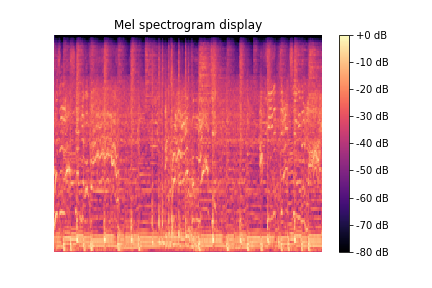 Mel spectrogram display
+0 dB
-10 dB
-20 dB
-30 dB
-40 dB
-50 dB
-60 dB
-70 dB
-80 dB